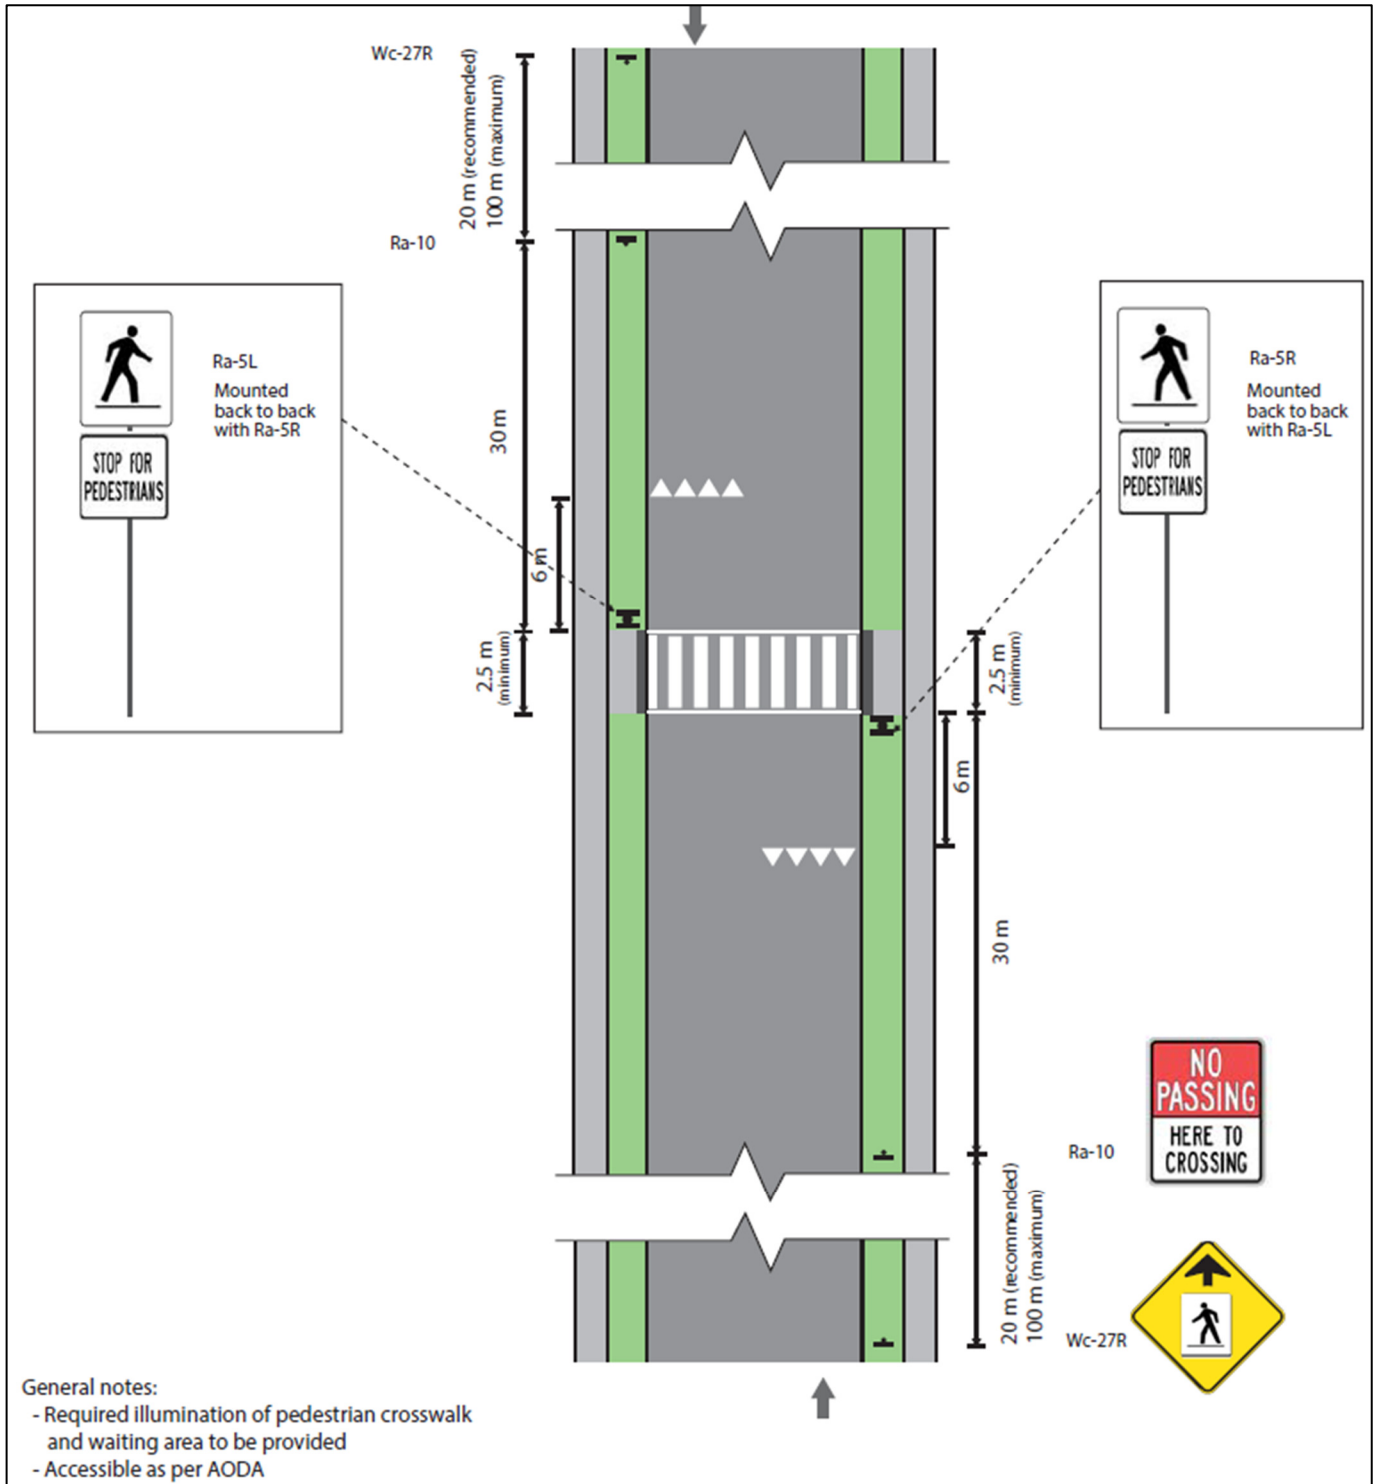 Wc-27R
20 m (recommended)
100 m (maximum)
Ra-10
30 m
6 m
2.5 m
(minimum)
STOP FOR
PEDESTRIANS
Ra-5L
Mounted
back to back
with Ra-5R
STOP FOR
PEDESTRIANS
Ra-5R
Mounted
back to back
with Ra-5L
2.5 m
(minimum)
6 m
30 m
Ra-10
NO
PASSING
HERE TO
CROSSING
20 m (recommended)
100 m (maximum)
Wc-27R
General notes:
- Required illumination of pedestrian crosswalk
and waiting area to be provided
- Accessible as per AODA